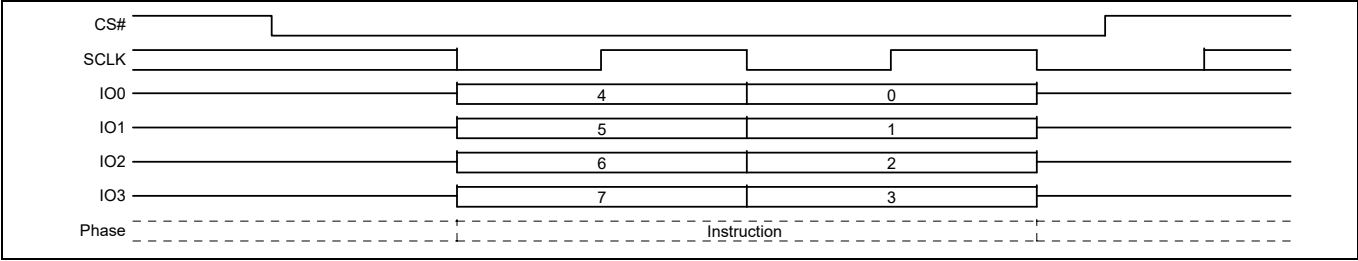 CS#
SCLK
IO0 4 0
IO1 5 1
IO2 6 2
IO3 7 3
Phase Instruction